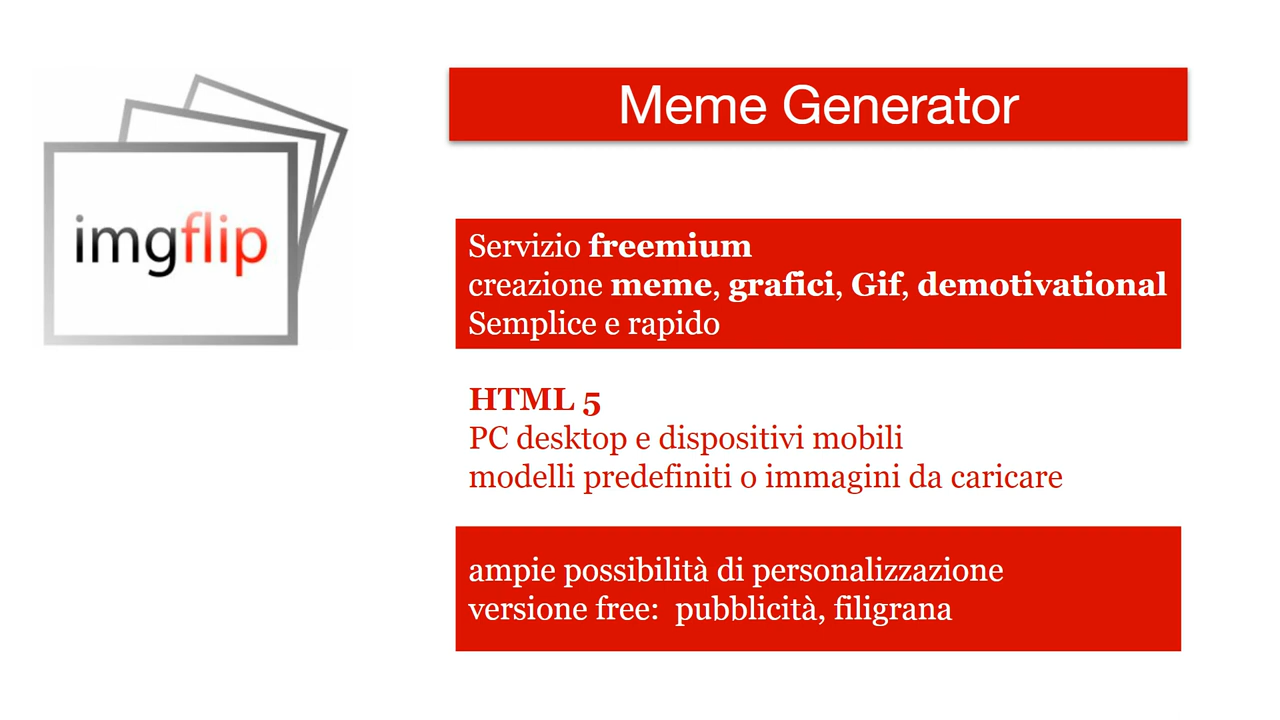 imgflip
Meme Generator
Servizio freemium
creazione meme, grafici, Gif, demotivational
Semplice e rapido
HTML 5
PC desktop e dispositivi mobili
modelli predefiniti o immagini da caricare
ampie possibilità di personalizzazione
versione free:  pubblicità, filigrana